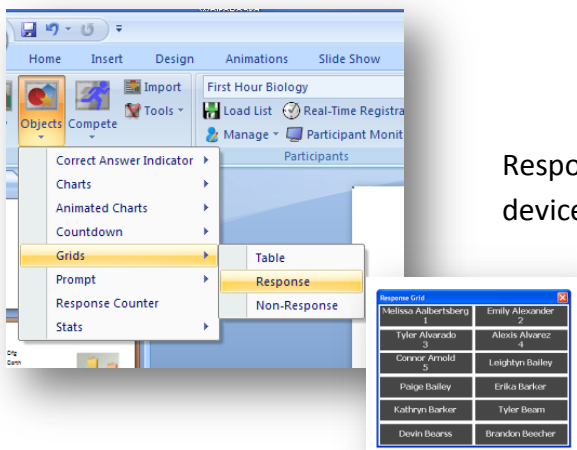 Home Insert Design Animations Slide Show
Objects Compete Import First Hour Biology
Tools Load List Real-Time Registra
Manage Participant Monit
Participants
Correct Answer Indicator
Charts
Animated Charts
Countdown
Grids
Prompt
Response Counter
Stats
Table
Response
Non-Response
Respo
device
Response Grid
Melissa Aalbertsberg Emily Alexander
1 2
Tyler Alvarado Alexis Alvarez
3 4
Connor Arnold Leightyn Bailey
5
Paige Bailey Erika Barker
Kathryn Barker Tyler Beam
Devin Bearss Brandon Beecher